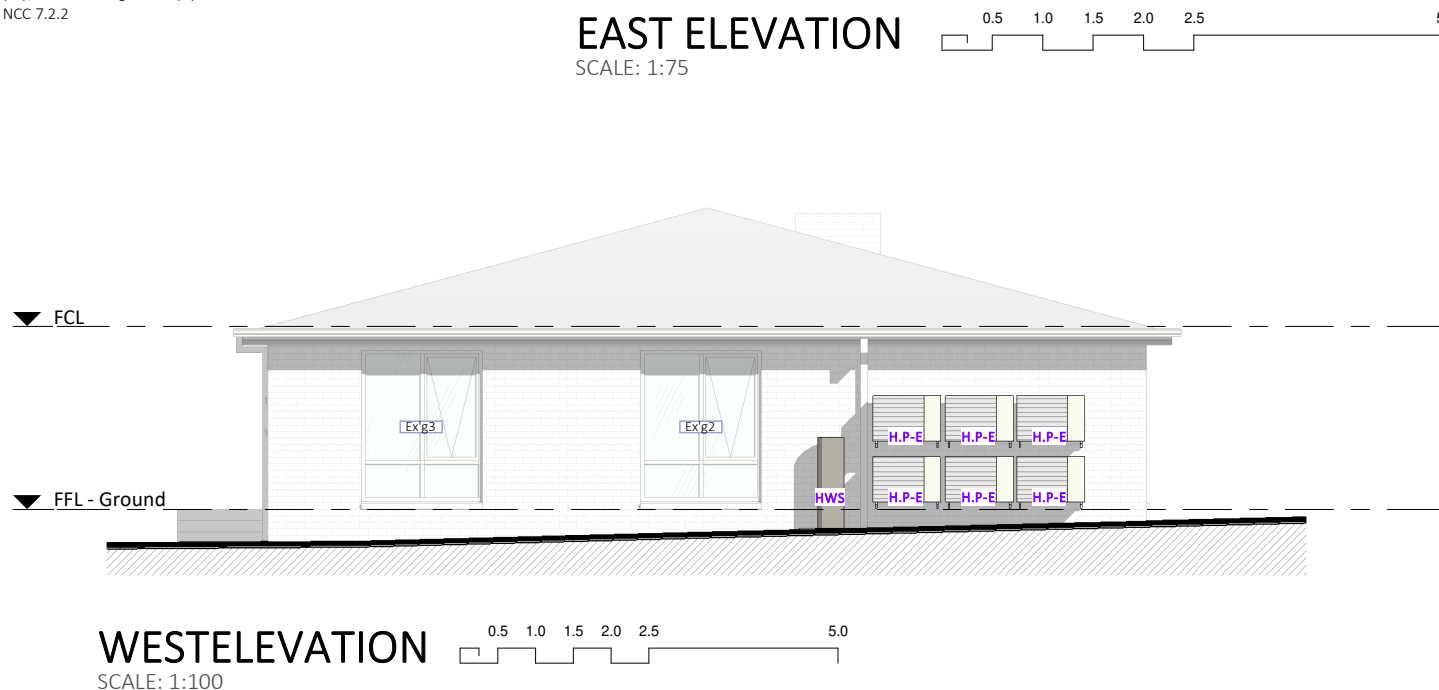 NCC 7.2.2
EAST ELEVATION
0.5 1.0 1.5 2.0 2.5
SCALE: 1:75
FCL
Ex'g3
Ex'g2
H.P-E H.P-E H.P-E
FFL - Ground
HWS
H.P-E H.P-E H.P-E
WESTELEVATION
0.5 1.0 1.5 2.0 2.5 5.0
SCALE: 1:100